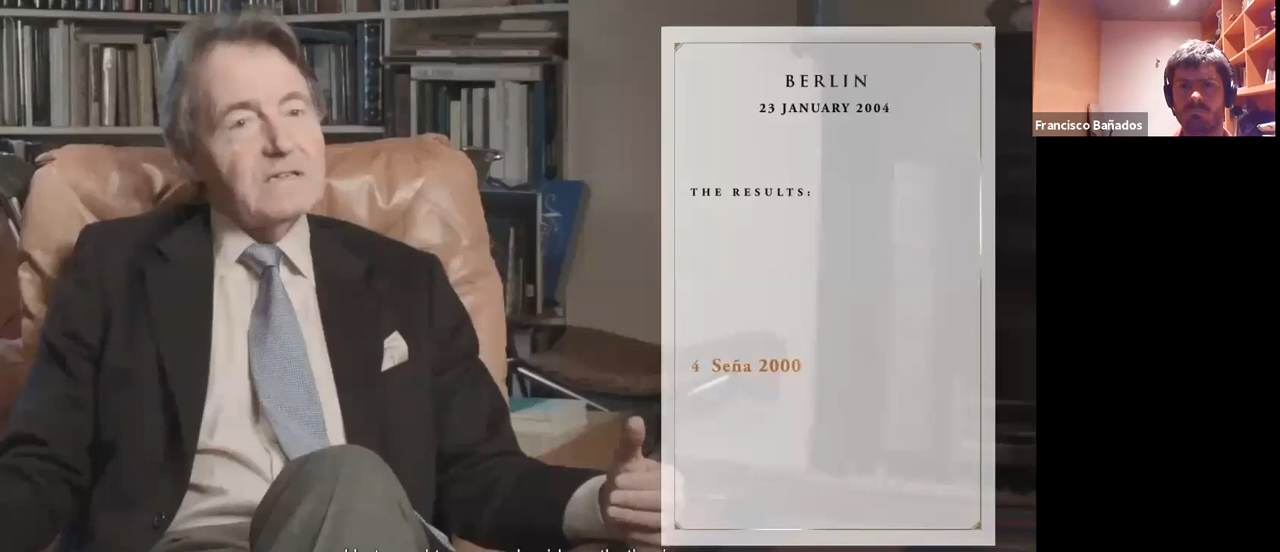 BERLIN
23 JANUARY 2004
THE RESULTS:
4 Seña 2000
Francisco Bañados